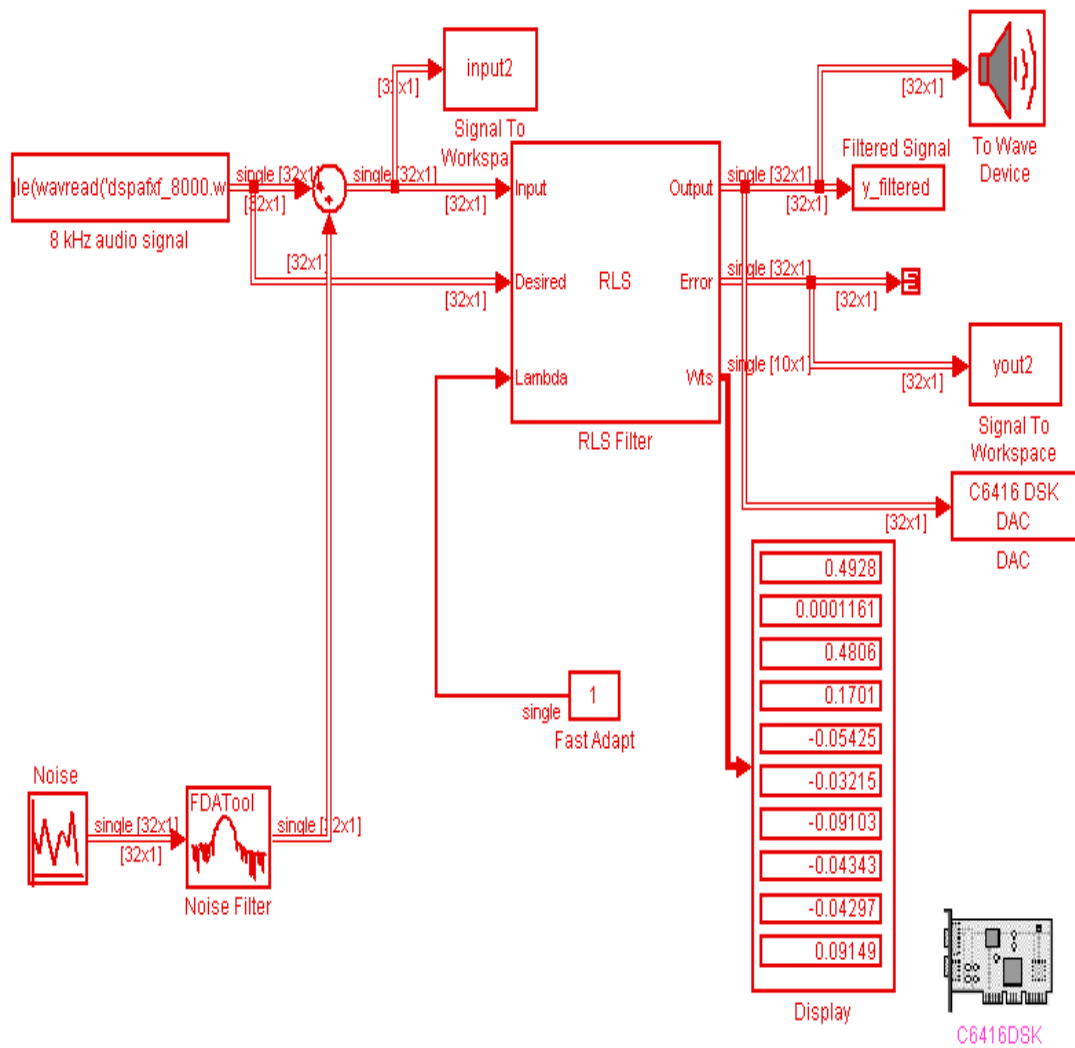 input2
[32x1]
Signal To
Workspa
single(wavread('dspafxf_8000.w
8 kHz audio signal
single [32x1]
[32x1]
single [32x1]
[32x1]
[32x1]
[32x1]
Input
Desired
Lambda
RLS
Output
Error
Wts
RLS Filter
single [32x1]
[32x1]
[32x1]
To Wave
Device
Filtered Signal
y_filtered
single [32x1]
[32x1]
single [10x1]
[32x1]
yout2
Signal To
Workspace
[32x1]
C6416 DSK
DAC
DAC
1
single
Fast Adapt
0.4928
0.0001161
0.4806
0.1701
-0.05425
-0.03215
-0.09103
-0.04343
-0.04297
0.09149
Display
Noise
single [32x1]
[32x1]
FDATool
Noise Filter
single [32x1]
C6416DSK